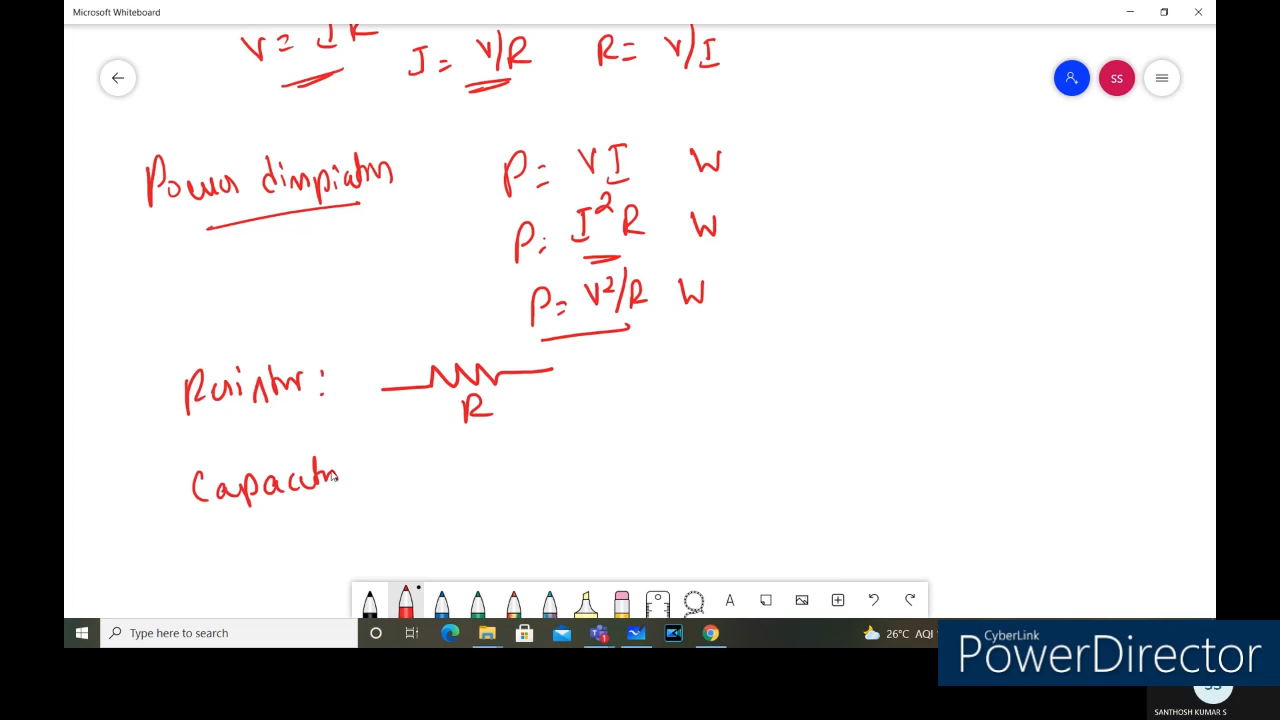 Microsoft Whiteboard
V = IR I = V/R R = V/I
SS
Power dissipation P = VI W
P = I²R W
P = V²/R W
Resistor :
R
Capacitor
A
Type here to search
26°C AQI
CyberLink
PowerDirector
SANTHOSH KUMAR S